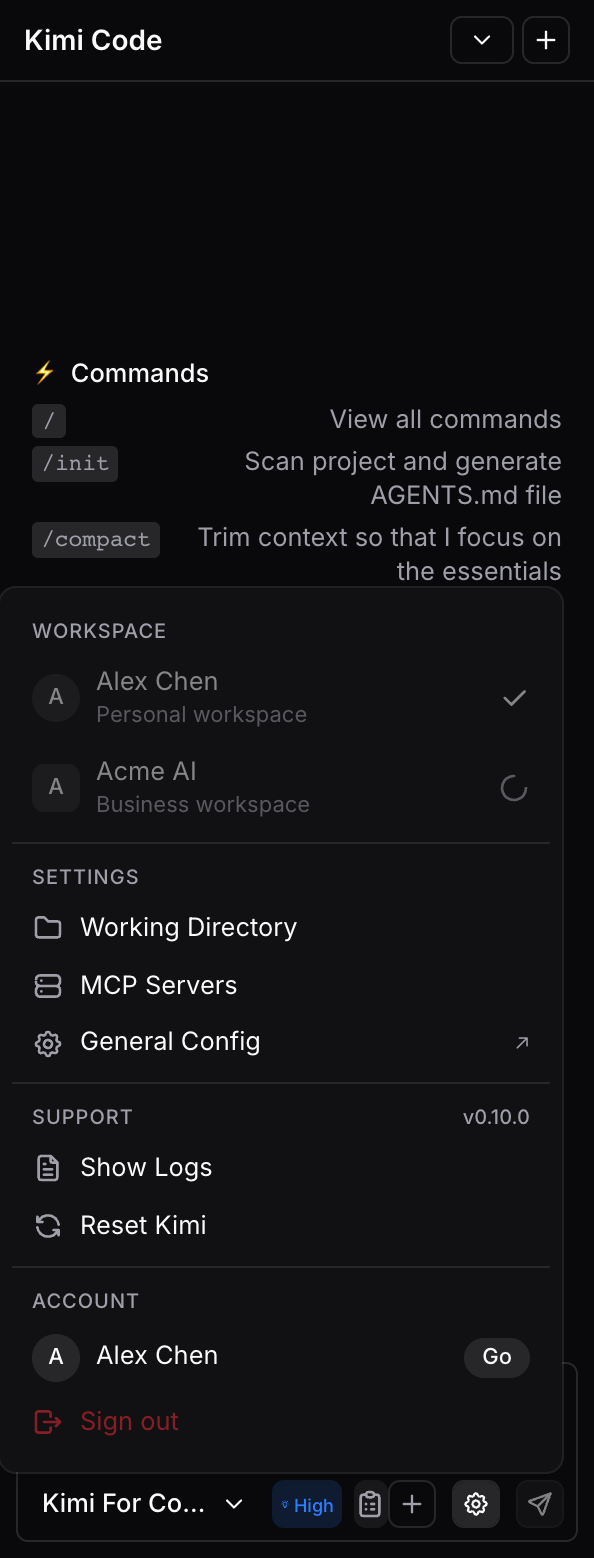 Kimi Code
⚡ Commands
/ View all commands
/init Scan project and generate
AGENTS.md file
/compact Trim context so that I focus on
the essentials
WORKSPACE
A Alex Chen
Personal workspace
A Acme AI
Business workspace
SETTINGS
Working Directory
MCP Servers
General Config
SUPPORT v0.10.0
Show Logs
Reset Kimi
ACCOUNT
A Alex Chen Go
Sign out
Kimi For Co... High